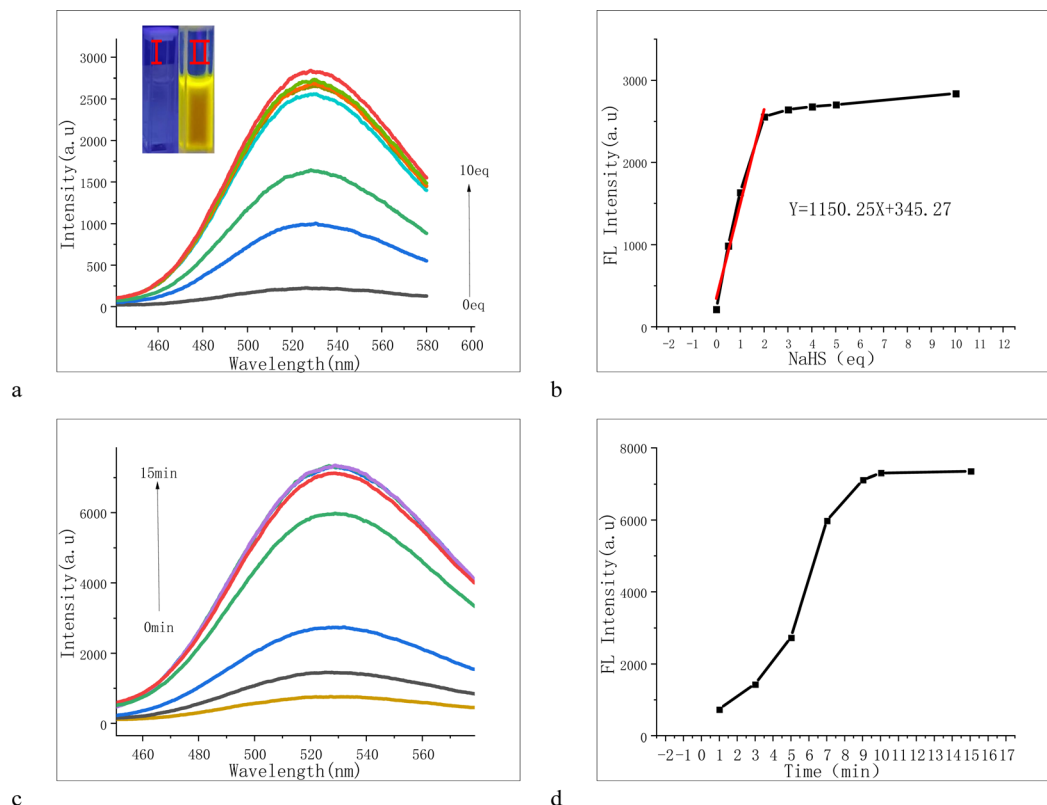 I II
3000
2500
2000
1500
1000
500
0
Intensity(a.u)
10eq
0eq
460 480 500 520 540 560 580 600
Wavelength(nm)
a
3000
2000
1000
0
FL Intensity(a.u)
Y=1150.25X+345.27
-2 -1 0 1 2 3 4 5 6 7 8 9 10 11 12
NaHS (eq)
b
6000
4000
2000
0
Intensity(a.u)
15min
0min
460 480 500 520 540 560
Wavelength(nm)
c
8000
6000
4000
2000
0
FL Intensity(a.u)
-2 -1 0 1 2 3 4 5 6 7 8 9 10 11 12 13 14 15 16 17
Time (min)
d